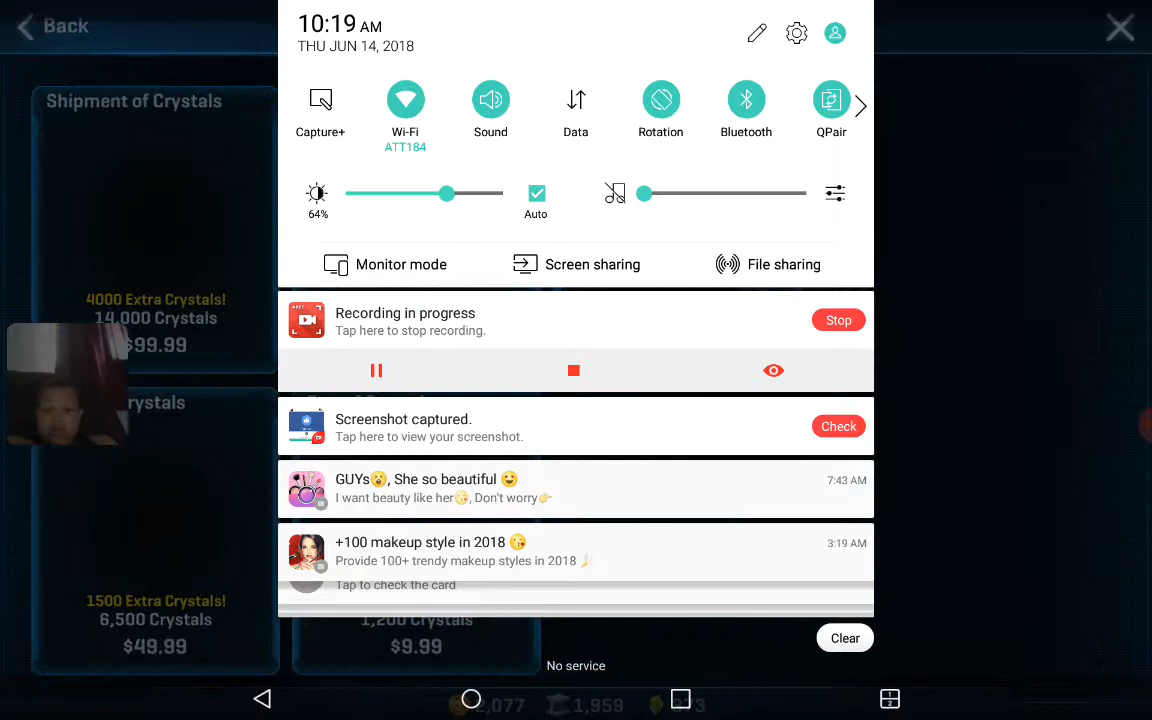 Back
10:19 AM
THU JUN 14, 2018
Capture+
Wi-Fi
ATT184
Sound
Data
Rotation
Bluetooth
QPair
64%
Auto
Monitor mode
Screen sharing
File sharing
Shipment of Crystals
4000 Extra Crystals!
14,000 Crystals
$99.99
Recording in progress
Tap here to stop recording.
Stop
Screenshot captured.
Tap here to view your screenshot.
Check
GUYs😲, She so beautiful 😍
I want beauty like her😘, Don't worry👉
7:43 AM
+100 makeup style in 2018 😘
Provide 100+ trendy makeup styles in 2018
3:19 AM
Tap to check the card
rystals
1500 Extra Crystals!
6,500 Crystals
$49.99
1,200 Crystals
$9.99
Clear
No service
2,077
1,959